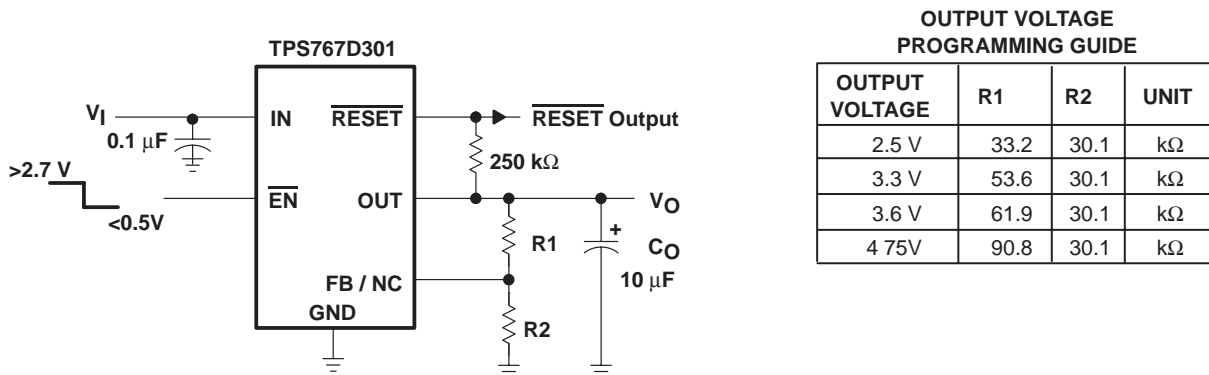 TPS767D301
VI
0.1 μF
IN
RESET
RESET Output
250 kΩ
>2.7 V
<0.5V
EN
OUT
VO
R1
+
CO
10 μF
FB / NC
GND
R2
OUTPUT VOLTAGE
PROGRAMMING GUIDE
OUTPUT
VOLTAGE R1 R2 UNIT
2.5 V 33.2 30.1 kΩ
3.3 V 53.6 30.1 kΩ
3.6 V 61.9 30.1 kΩ
4 75V 90.8 30.1 kΩ